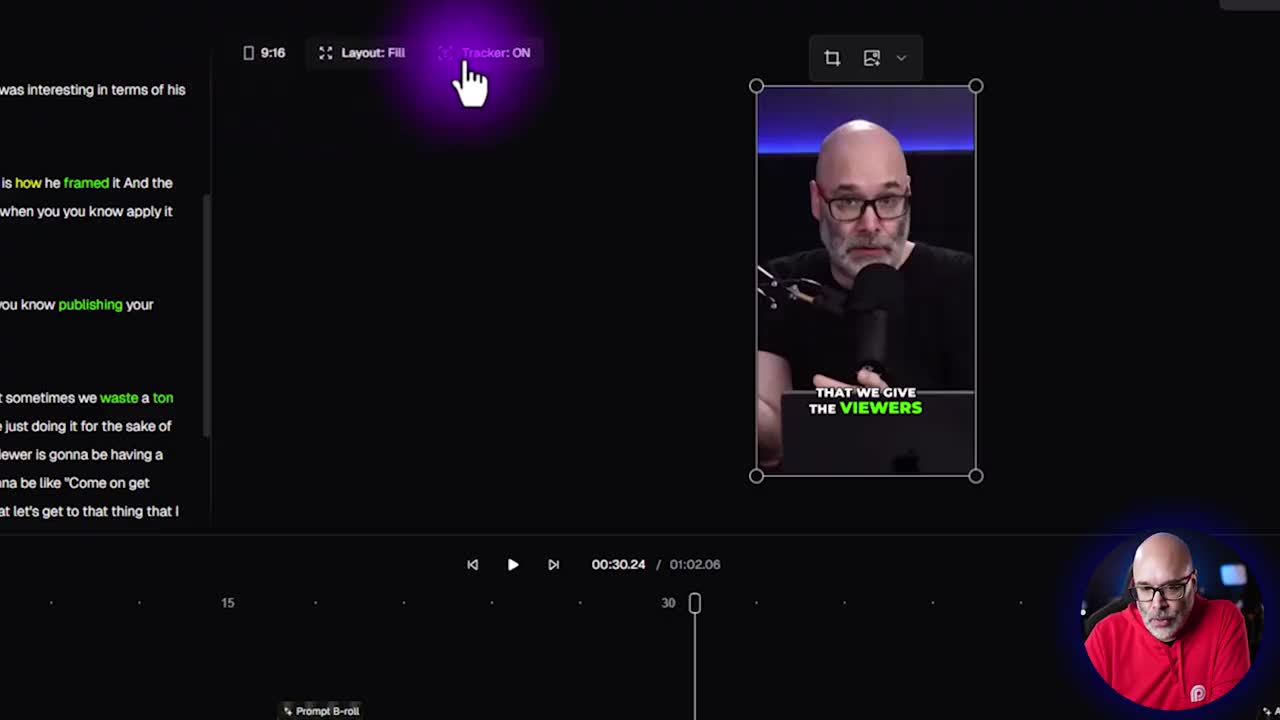 9:16
Layout: Fill
Tracker: ON
was interesting in terms of his
is how he framed it And the
when you you know apply it
you know publishing your
t sometimes we waste a ton
just doing it for the sake of
iewer is gonna be having a
nna be like "Come on get
at let's get to that thing that I
THAT WE GIVE
THE VIEWERS
00:30.24 / 01:02.06
15
30
Prompt B-roll